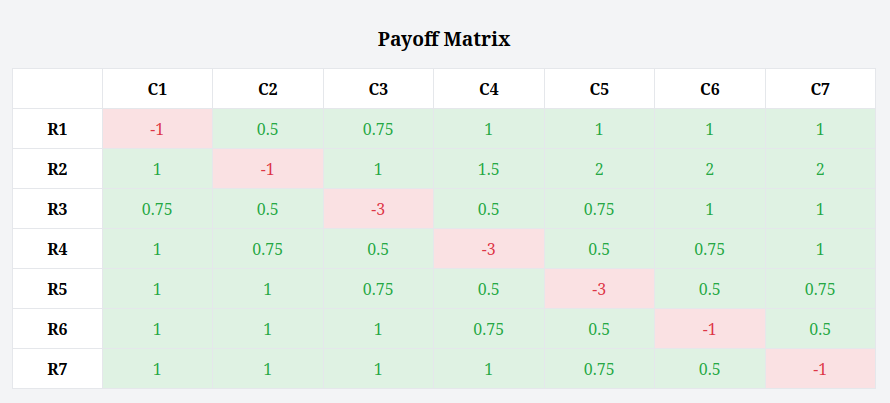 Payoff Matrix
C1 C2 C3 C4 C5 C6 C7
R1 -1 0.5 0.75 1 1 1 1
R2 1 -1 1 1.5 2 2 2
R3 0.75 0.5 -3 0.5 0.75 1 1
R4 1 0.75 0.5 -3 0.5 0.75 1
R5 1 1 0.75 0.5 -3 0.5 0.75
R6 1 1 1 0.75 0.5 -1 0.5
R7 1 1 1 1 0.75 0.5 -1